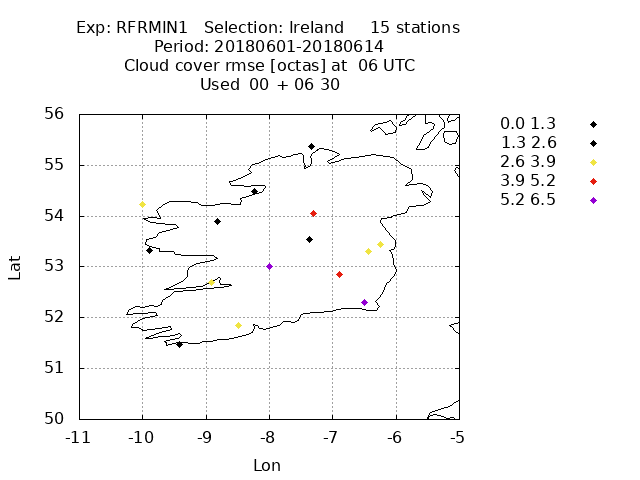 Exp: RFRMIN1 Selection: Ireland 15 stations
Period: 20180601-20180614
Cloud cover rmse [octas] at 06 UTC
Used 00 + 06 30
0.0 1.3
1.3 2.6
2.6 3.9
3.9 5.2
5.2 6.5
56
55
54
53
52
51
50
Lat
-11 -10 -9 -8 -7 -6 -5
Lon